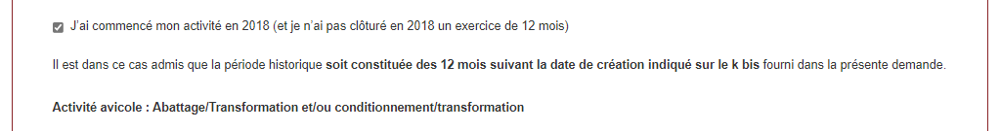 J'ai commencé mon activité en 2018 (et je n'ai pas clôturé en 2018 un exercice de 12 mois)
Il est dans ce cas admis que la période historique soit constituée des 12 mois suivant la date de création indiqué sur le k bis fourni dans la présente demande.
Activité avicole : Abattage/Transformation et/ou conditionnement/transformation